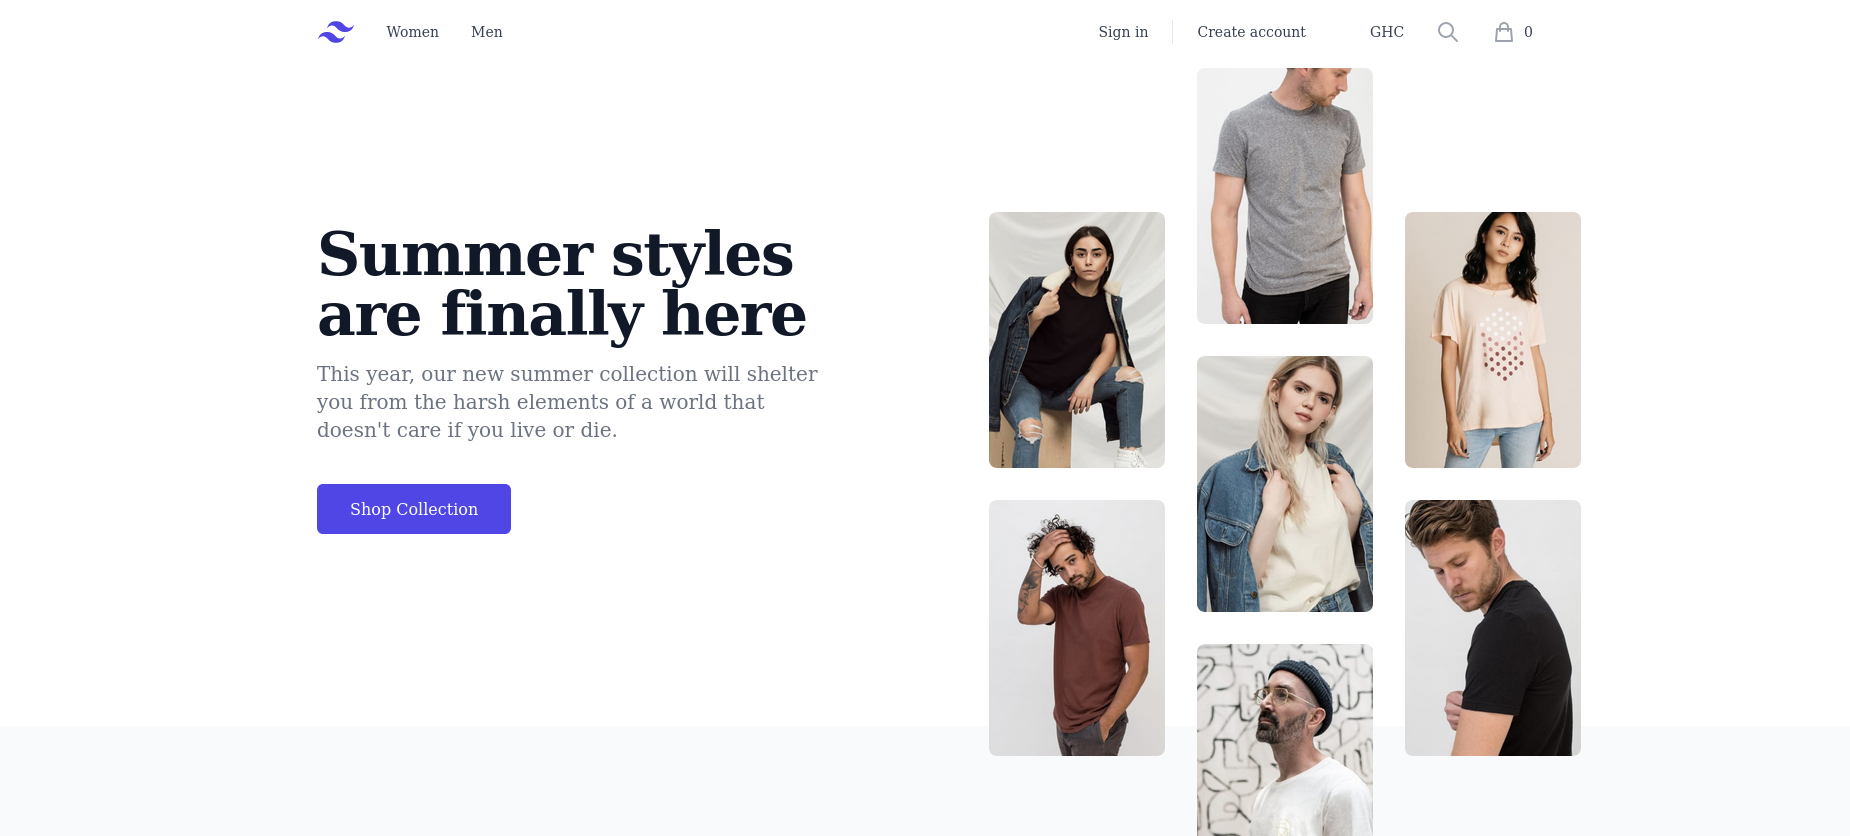 Women Men Sign in Create account GHC 0
Summer styles
are finally here
This year, our new summer collection will shelter
you from the harsh elements of a world that
doesn't care if you live or die.
Shop Collection